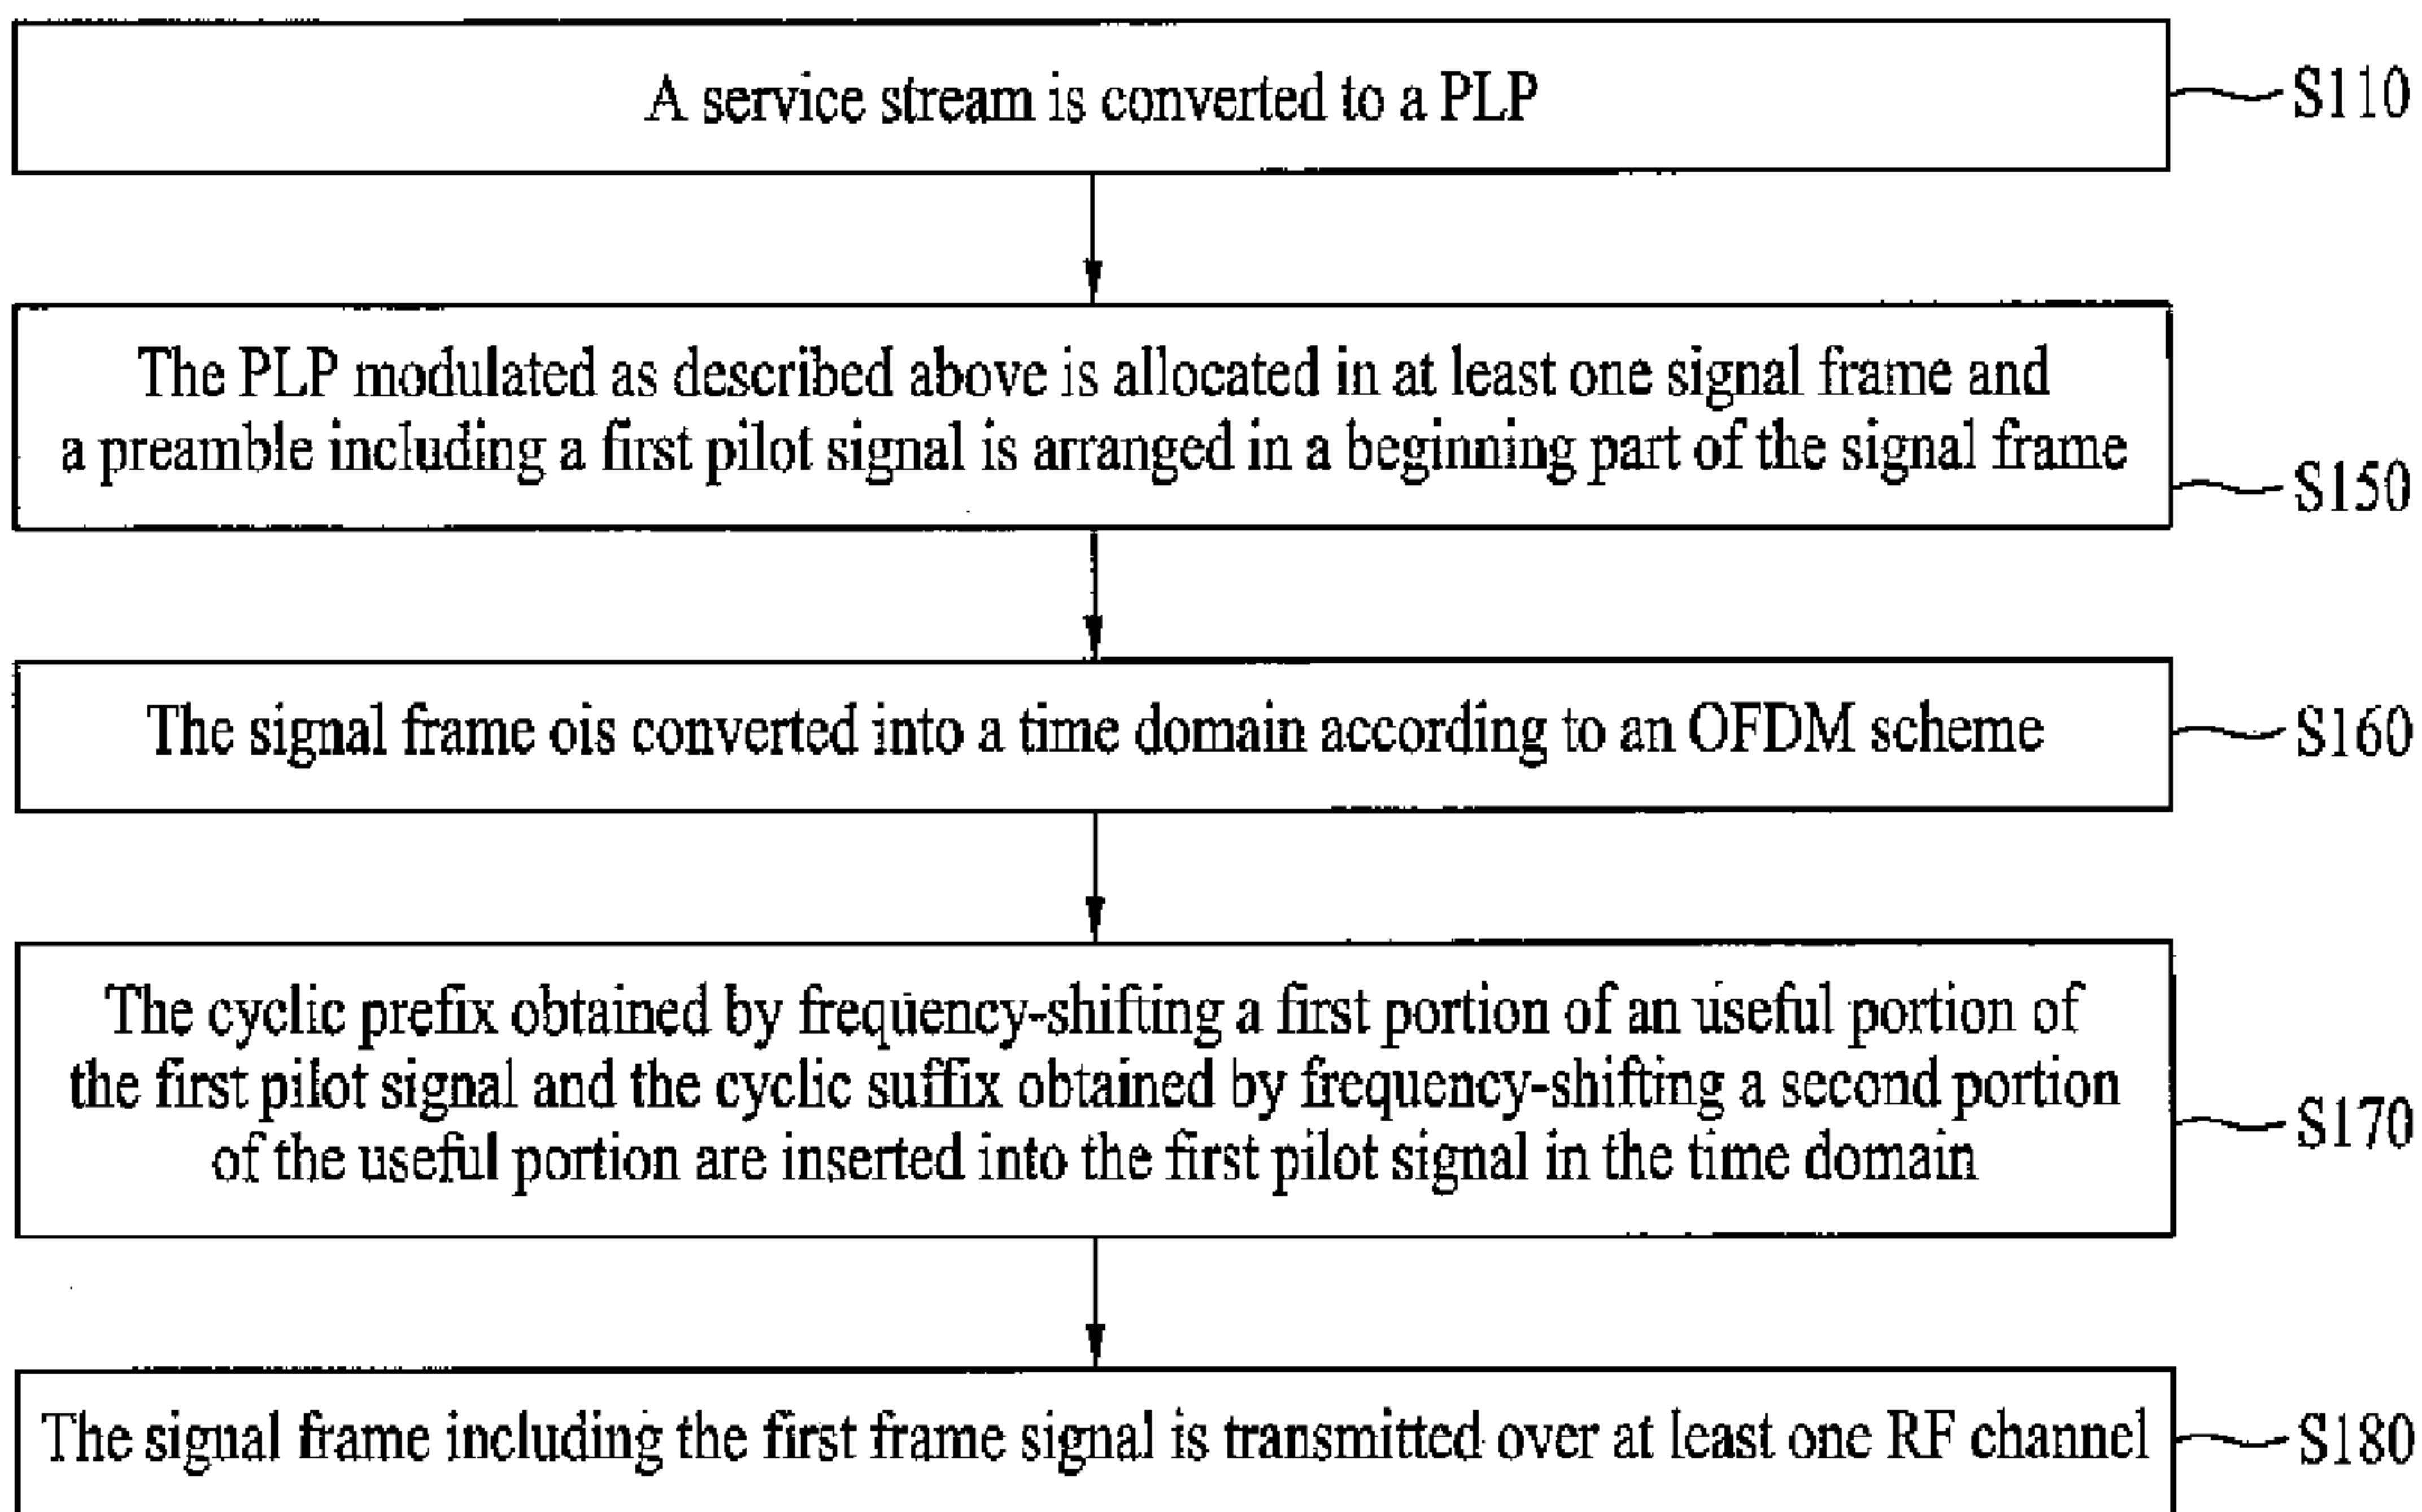 A service stream is converted to a PLP
S110
The PLP modulated as described above is allocated in at least one signal frame and
a preamble including a first pilot signal is arranged in a beginning part of the signal frame
S150
The signal frame ois converted into a time domain according to an OFDM scheme
S160
The cyclic prefix obtained by frequency-shifting a first portion of an useful portion of
the first pilot signal and the cyclic suffix obtained by frequency-shifting a second portion
of the useful portion are inserted into the first pilot signal in the time domain
S170
The signal frame including the first frame signal is transmitted over at least one RF channel
S180